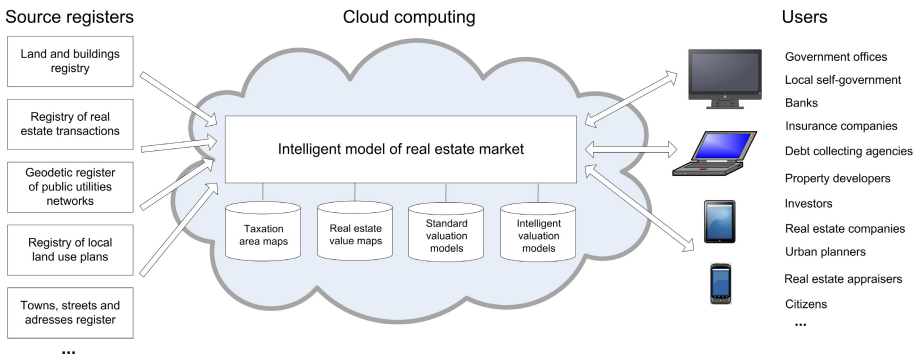 Source registers
Cloud computing
Users
Land and buildings
registry
Registry of real
estate transactions
Geodetic register
of public utilities
networks
Registry of local
land use plans
Towns, streets and
adresses register
...
Intelligent model of real estate market
Taxation
area maps
Real estate
value maps
Standard
valuation
models
Intelligent
valuation
models
Government offices
Local self-government
Banks
Insurance companies
Debt collecting agencies
Property developers
Investors
Real estate companies
Urban planners
Real estate appraisers
Citizens
...